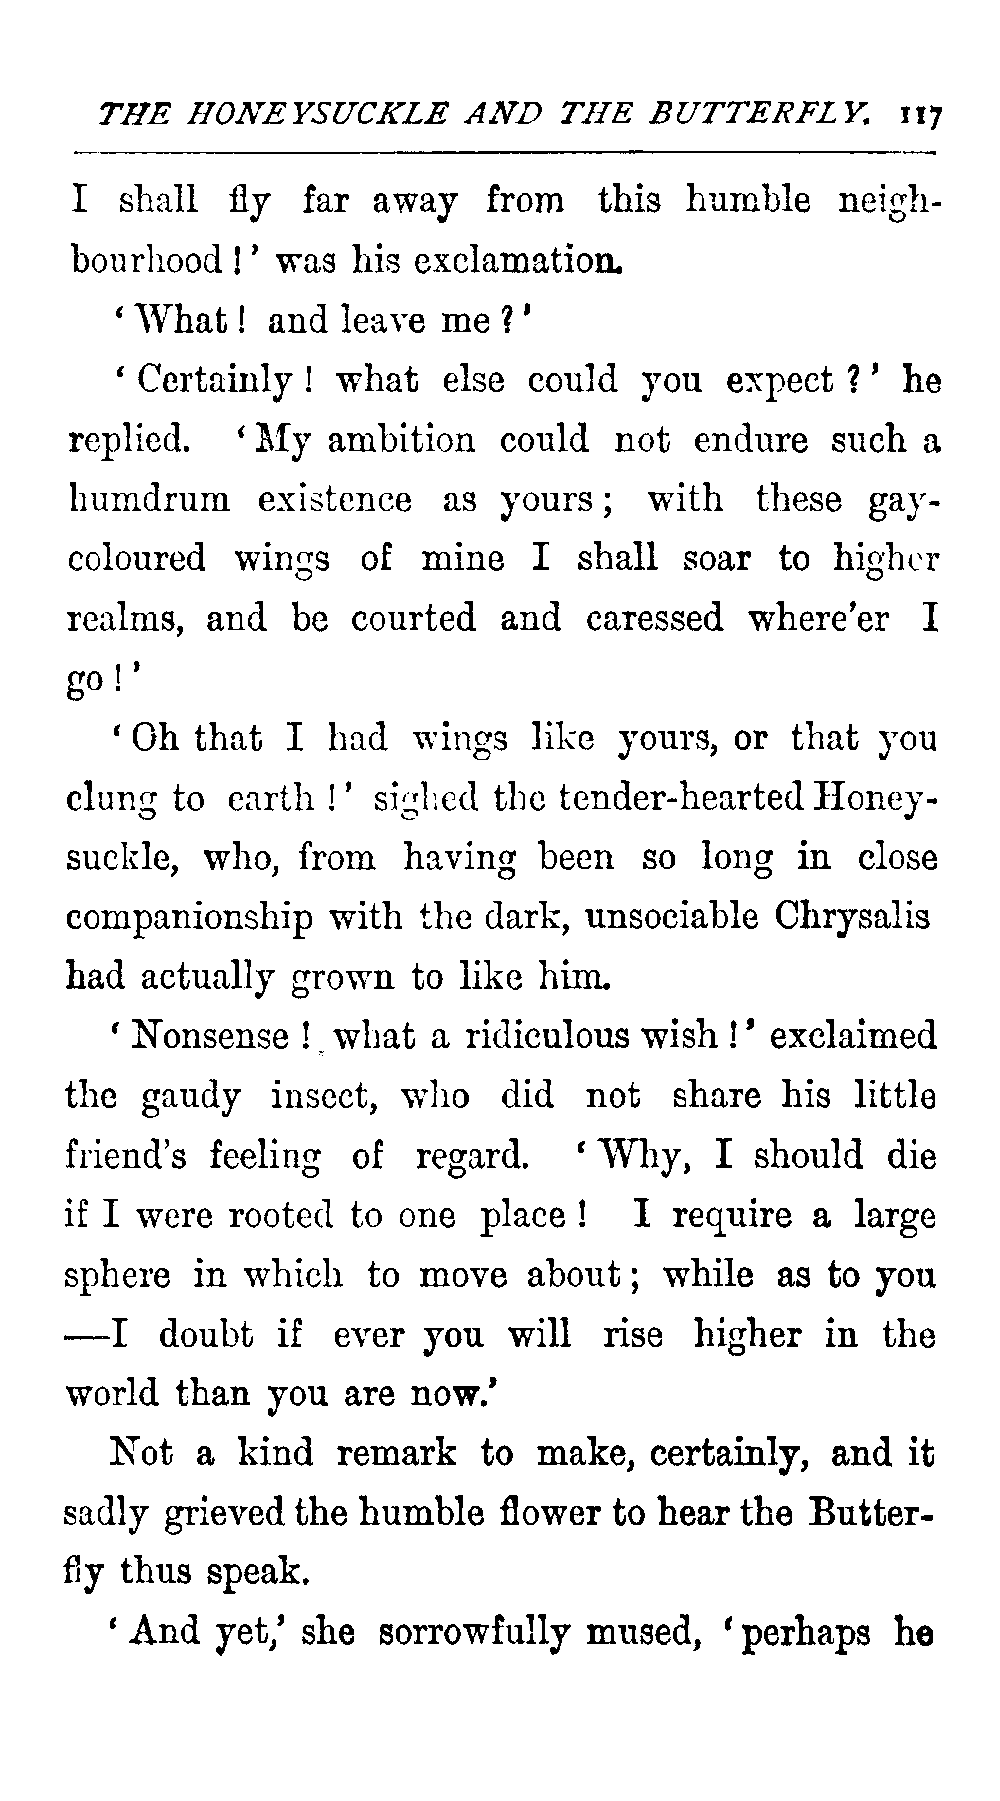 THE HONEYSUCKLE AND THE BUTTERFLY. 117
I shall fly far away from this humble neigh-
bourhood!' was his exclamation.
'What! and leave me?'
'Certainly! what else could you expect?' he
replied. 'My ambition could not endure such a
humdrum existence as yours; with these gay-
coloured wings of mine I shall soar to higher
realms, and be courted and caressed where'er I
go!'
'Oh that I had wings like yours, or that you
clung to earth!' sighed the tender-hearted Honey-
suckle, who, from having been so long in close
companionship with the dark, unsociable Chrysalis
had actually grown to like him.
'Nonsense! what a ridiculous wish!' exclaimed
the gaudy insect, who did not share his little
friend's feeling of regard. 'Why, I should die
if I were rooted to one place! I require a large
sphere in which to move about; while as to you
—I doubt if ever you will rise higher in the
world than you are now.'
Not a kind remark to make, certainly, and it
sadly grieved the humble flower to hear the Butter-
fly thus speak.
'And yet,' she sorrowfully mused, 'perhaps he